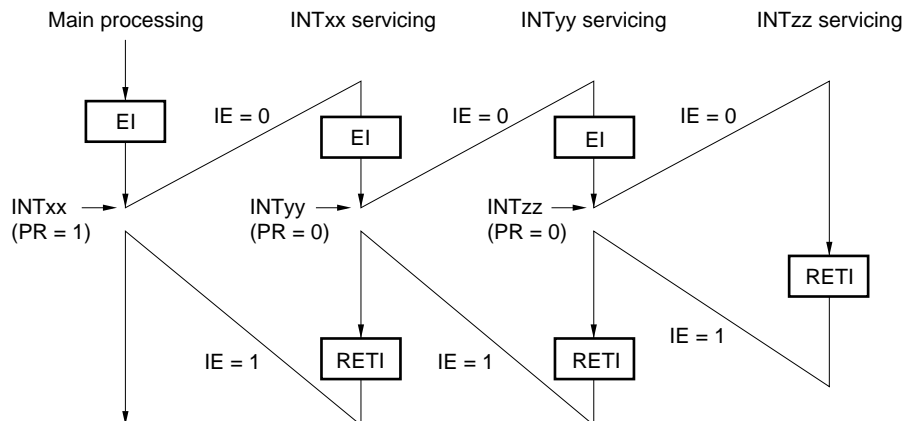 Main processing
INTxx servicing
INTyy servicing
INTzz servicing
EI
IE = 0
EI
IE = 0
EI
IE = 0
INTxx
(PR = 1)
INTyy
(PR = 0)
INTzz
(PR = 0)
RETI
IE = 1
RETI
IE = 1
RETI
IE = 1